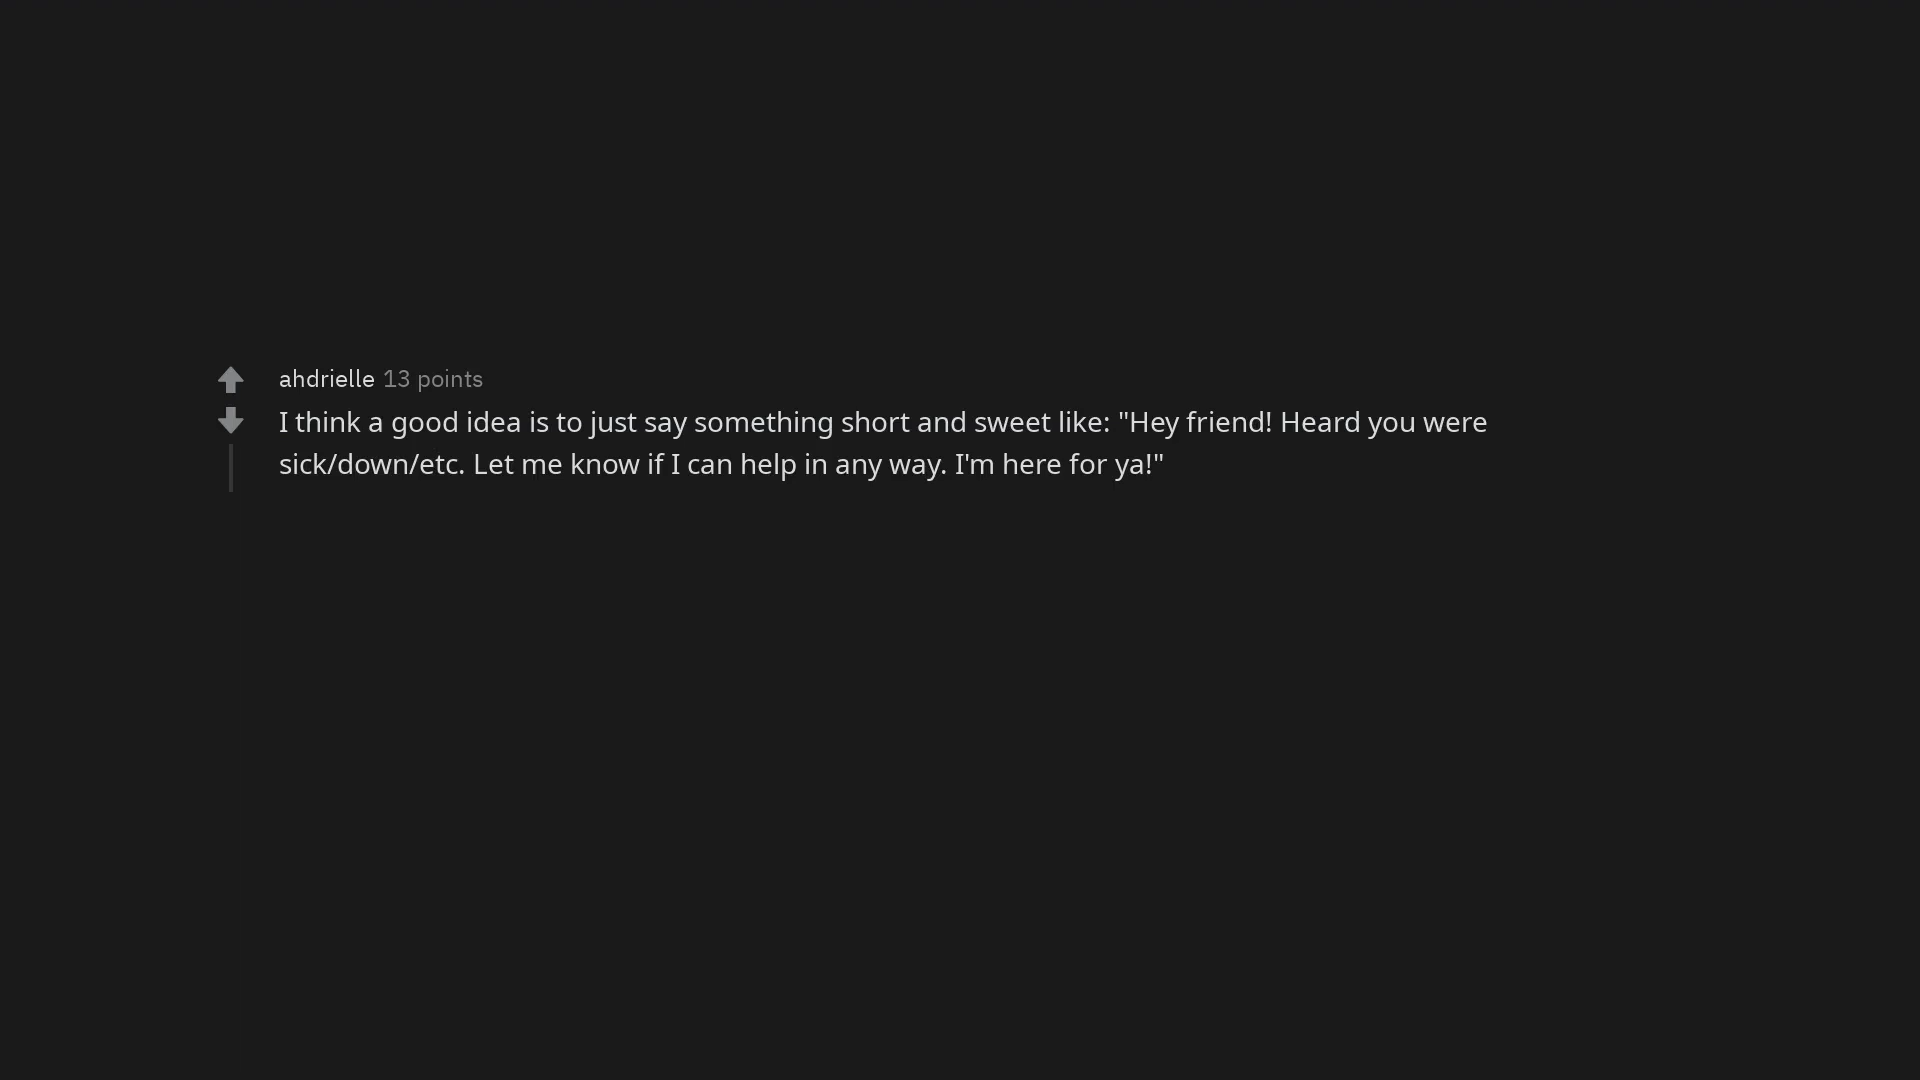 ahdrielle 13 points
I think a good idea is to just say something short and sweet like: "Hey friend! Heard you were
sick/down/etc. Let me know if I can help in any way. I'm here for ya!"